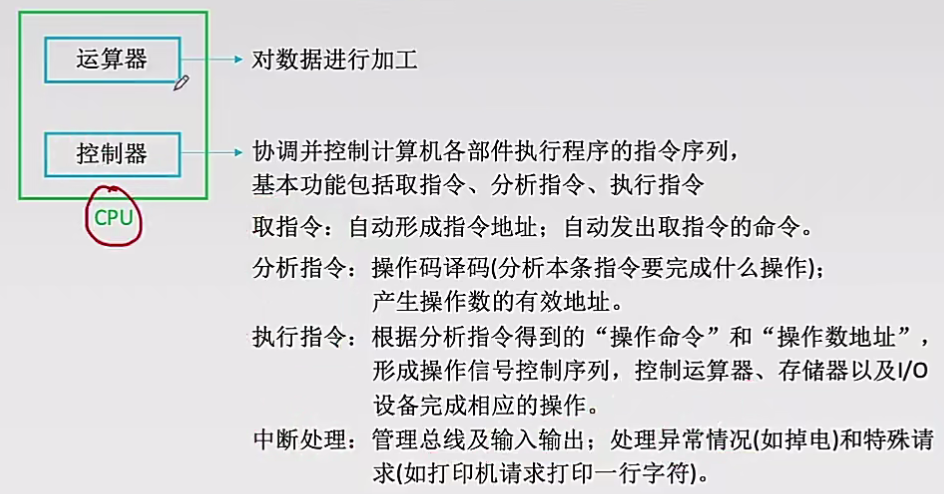 运算器
对数据进行加工
控制器
协调并控制计算机各部件执行程序的指令序列，
基本功能包括取指令、分析指令、执行指令
CPU
取指令：自动形成指令地址；自动发出取指令的命令。
分析指令：操作码译码(分析本条指令要完成什么操作)；
产生操作数的有效地址。
执行指令：根据分析指令得到的“操作命令”和“操作数地址”，
形成操作信号控制序列，控制运算器、存储器以及I/O
设备完成相应的操作。
中断处理：管理总线及输入输出；处理异常情况(如掉电)和特殊请
求(如打印机请求打印一行字符)。